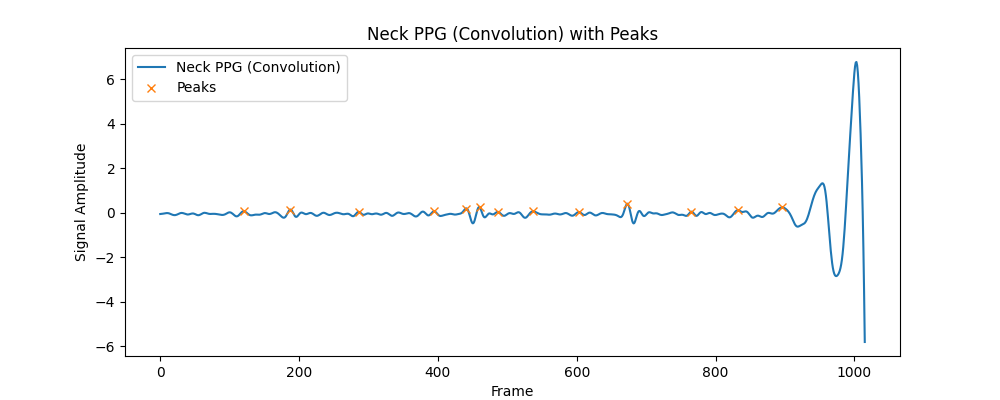 Neck PPG (Convolution) with Peaks
Neck PPG (Convolution)
Peaks
Signal Amplitude
6
4
2
0
−2
−4
−6
0 200 400 600 800 1000
Frame